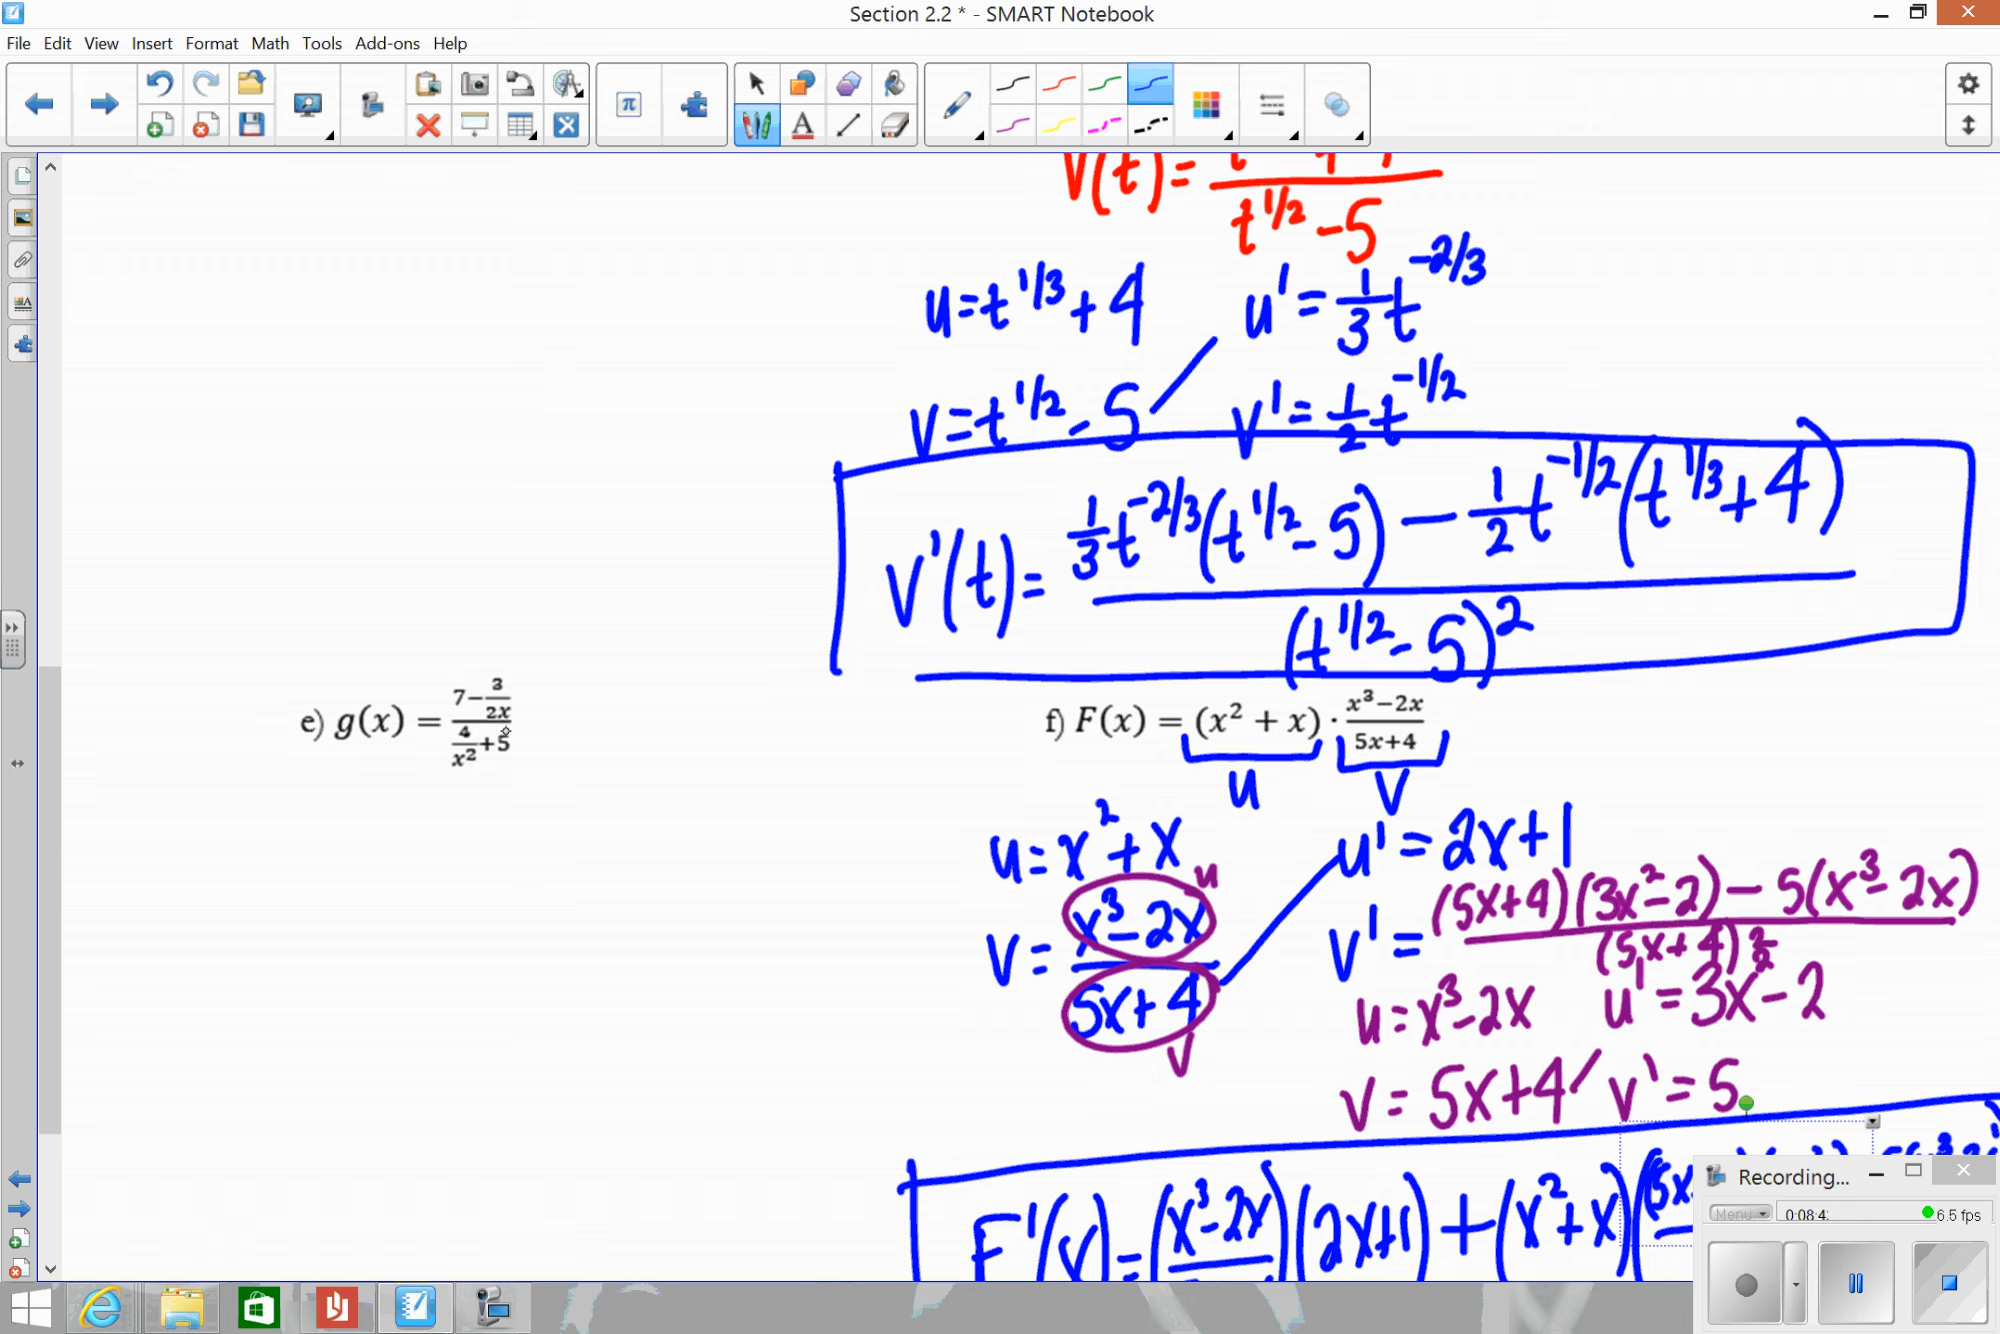 Section 2.2 * - SMART Notebook
File Edit View Insert Format Math Tools Add-ons Help
V(t) =
t^1/2 - 5
u = t^1/3 + 4 u' = 1/3 t^-2/3
v = t^1/2 - 5 v' = 1/2 t^-1/2
V'(t) = 1/3 t^-2/3 (t^1/2 - 5) - 1/2 t^-1/2 (t^1/3 + 4)
(t^1/2 - 5)^2
e) g(x) = (7 - 3/2x) / (4/x^2 + 5)
f) F(x) = (x^2 + x) · (x^3 - 2x)/(5x+4)
u v
u = x^2 + x u' = 2x + 1
u
v = (x^3 - 2x)/(5x + 4) v' = ((5x+4)(3x^2 - 2) - 5(x^3 - 2x))/(5x+4)^2
v
u = x^3 - 2x u' = 3x - 2
v = 5x + 4 v' = 5
F'(x) = (x^3 - 2x)(2x+1) + (x^2 + x)(5x
Recording...
Menu 0:08:4 6.5 fps